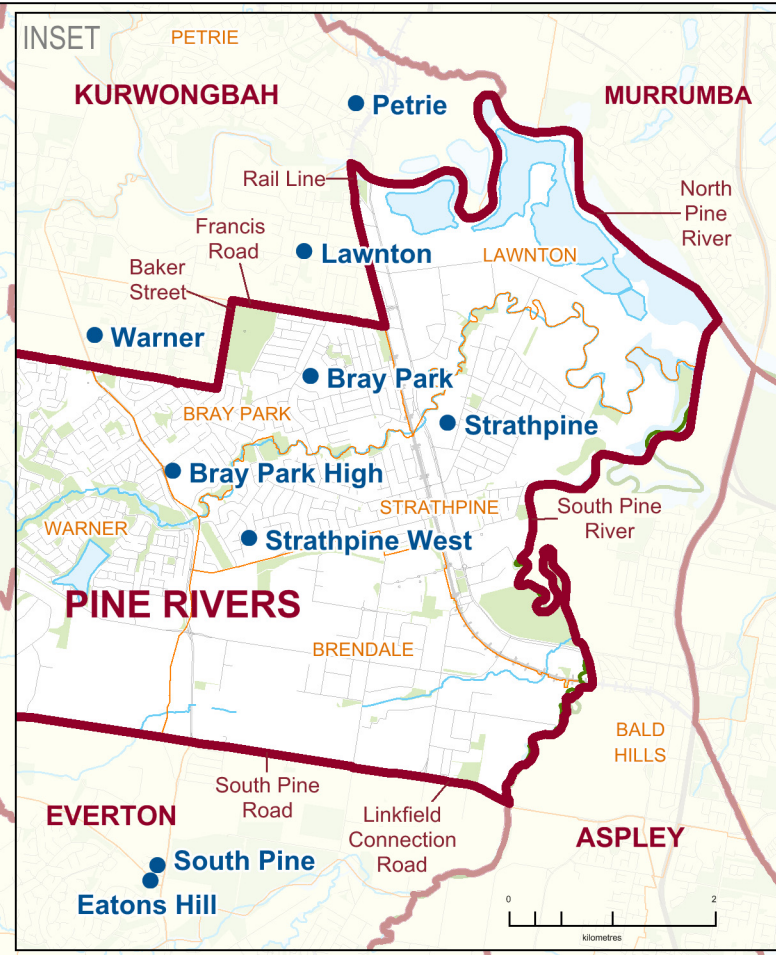 INSET
PETRIE
KURWONGBAH
Petrie
MURRUMBA
Rail Line
North
Pine
River
Francis
Road
Lawnton
LAWNTON
Baker
Street
Warner
Bray Park
BRAY PARK
Strathpine
Bray Park High
STRATHPINE
South Pine
River
WARNER
Strathpine West
PINE RIVERS
BRENDALE
BALD
HILLS
South Pine
Road
EVERTON
Linkfield
Connection
Road
ASPLEY
South Pine
Eatons Hill
0 2
kilometres